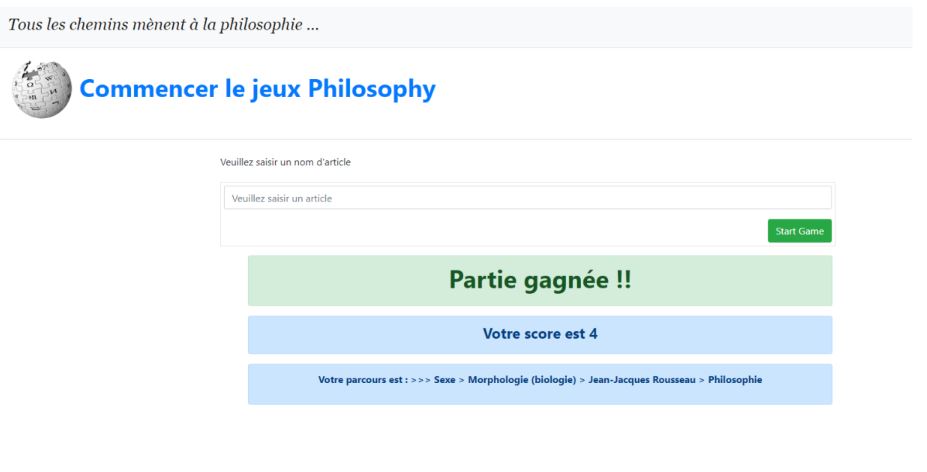 Tous les chemins mènent à la philosophie ...
Commencer le jeux Philosophy
Veuillez saisir un nom d'article
Veuillez saisir un article
Start Game
Partie gagnée !!
Votre score est 4
Votre parcours est : >>> Sexe > Morphologie (biologie) > Jean-Jacques Rousseau > Philosophie